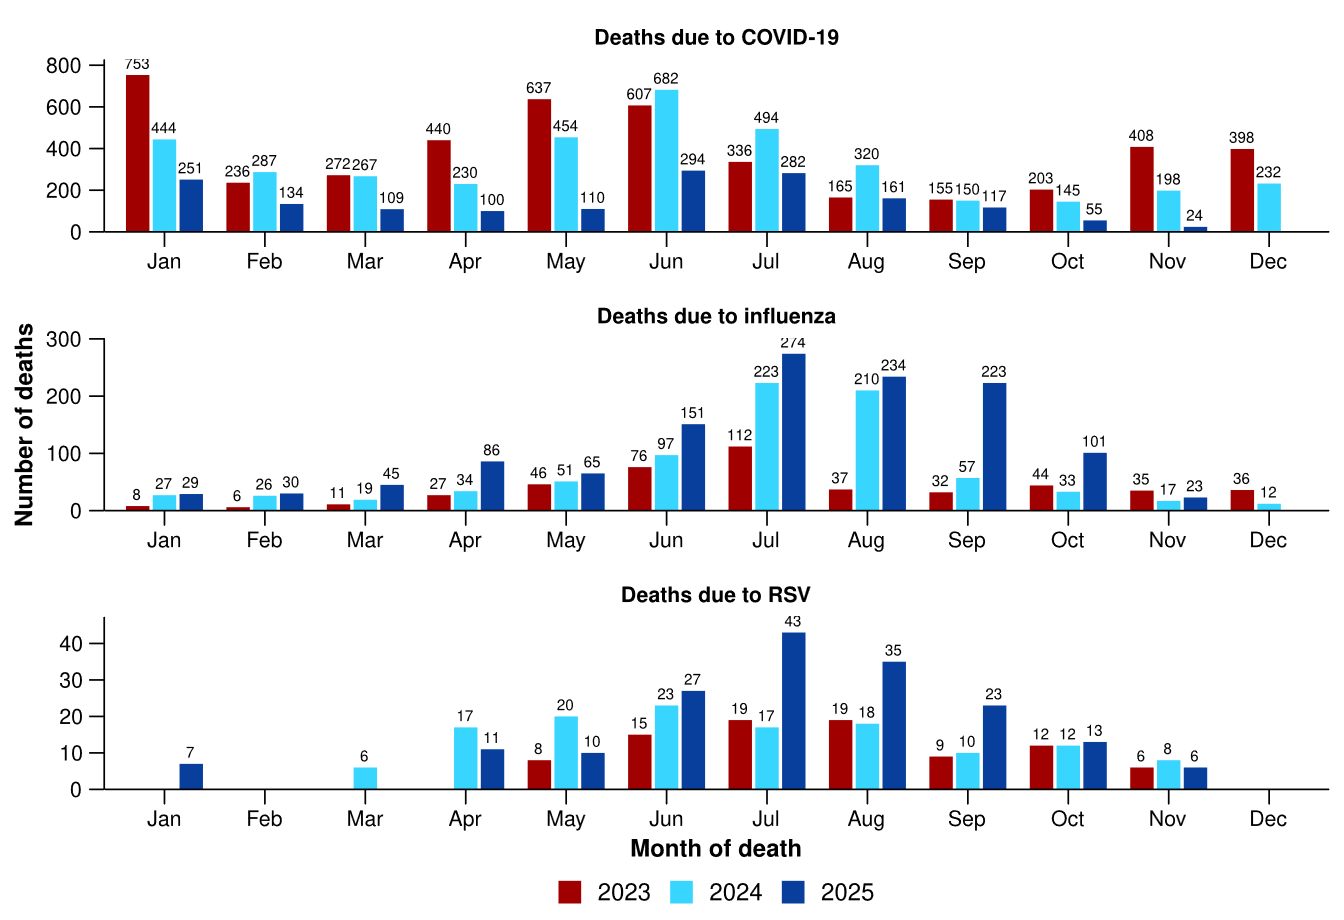 Deaths due to COVID-19
800
600
400
200
0
753 444 251 236 287 134 272 267 109 440 230 100 637 454 110 607 682 294 336 494 282 165 320 161 155 150 117 203 145 55 408 198 24 398 232
Jan Feb Mar Apr May Jun Jul Aug Sep Oct Nov Dec
Number of deaths
Deaths due to influenza
300
200
100
0
8 27 29 6 26 30 11 19 45 27 34 86 46 51 65 76 97 151 112 223 274 37 210 234 32 57 223 44 33 101 35 17 23 36 12
Jan Feb Mar Apr May Jun Jul Aug Sep Oct Nov Dec
Deaths due to RSV
40
30
20
10
0
7 6 17 11 8 20 10 15 23 27 19 17 43 19 18 35 9 10 23 12 12 13 6 8 6
Jan Feb Mar Apr May Jun Jul Aug Sep Oct Nov Dec
Month of death
2023 2024 2025